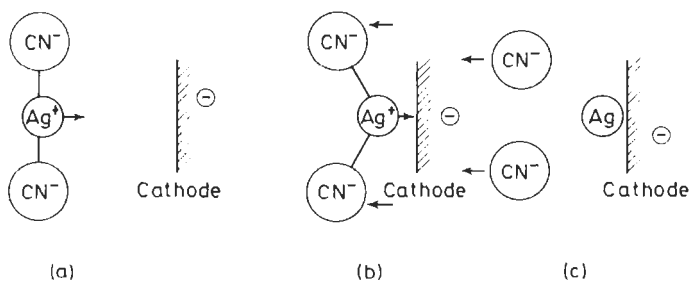 CN⁻
Ag⁺
CN⁻
⊖
Cathode
(a)
CN⁻
Ag⁺
CN⁻
⊖
Cathode
(b)
CN⁻
CN⁻
Ag
⊖
Cathode
(c)